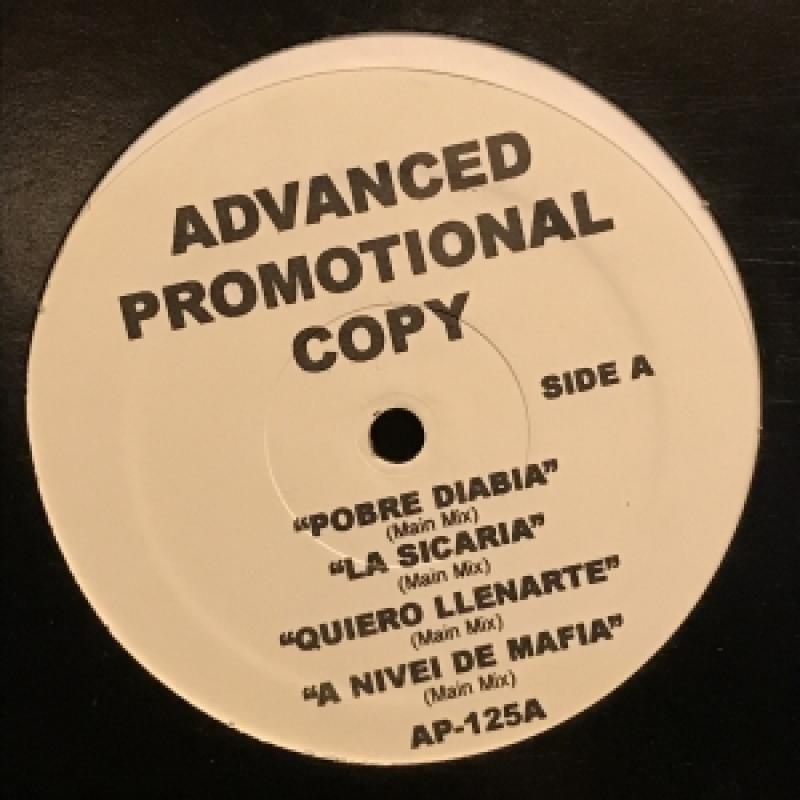 ADVANCED
PROMOTIONAL
COPY
SIDE A
“POBRE DIABIA”
(Main Mix)
“LA SICARIA”
(Main Mix)
“QUIERO LLENARTE”
(Main Mix)
“A NIVEI DE MAFIA”
(Main Mix)
AP-125A